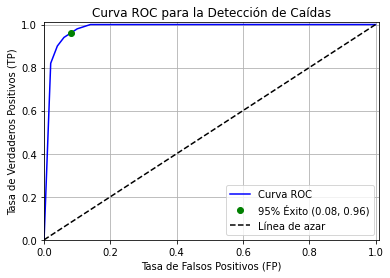 Curva ROC para la Detección de Caídas
Tasa de Verdaderos Positivos (TP)
1.0
0.8
0.6
0.4
0.2
0.0
0.0 0.2 0.4 0.6 0.8 1.0
Tasa de Falsos Positivos (FP)
Curva ROC
95% Éxito (0.08, 0.96)
Línea de azar